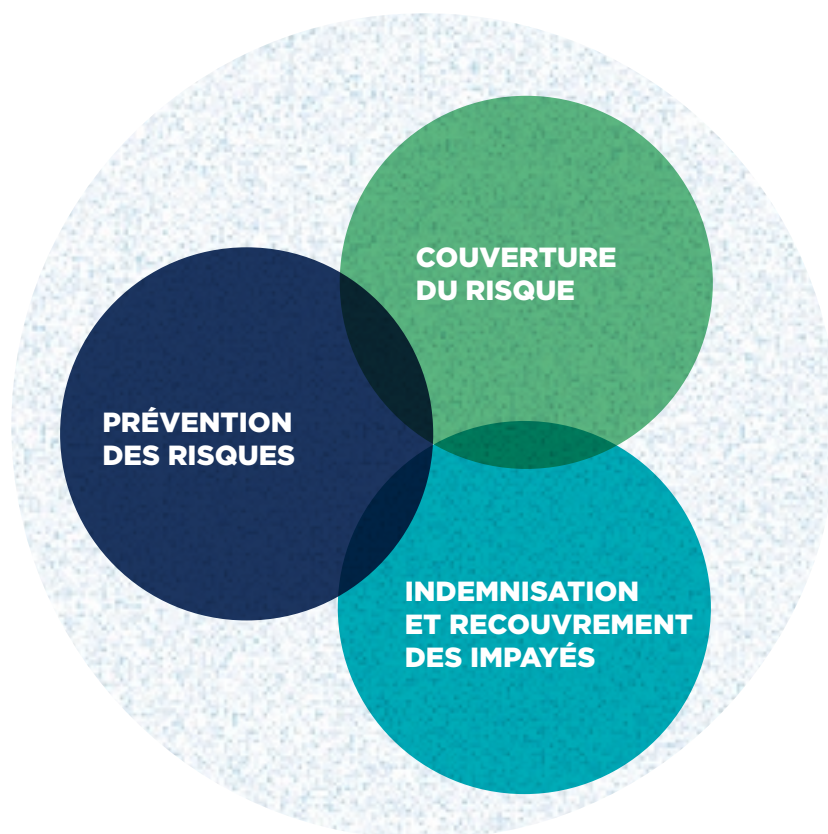 COUVERTURE
DU RISQUE
PRÉVENTION
DES RISQUES
INDEMNISATION
ET RECOUVREMENT
DES IMPAYÉS